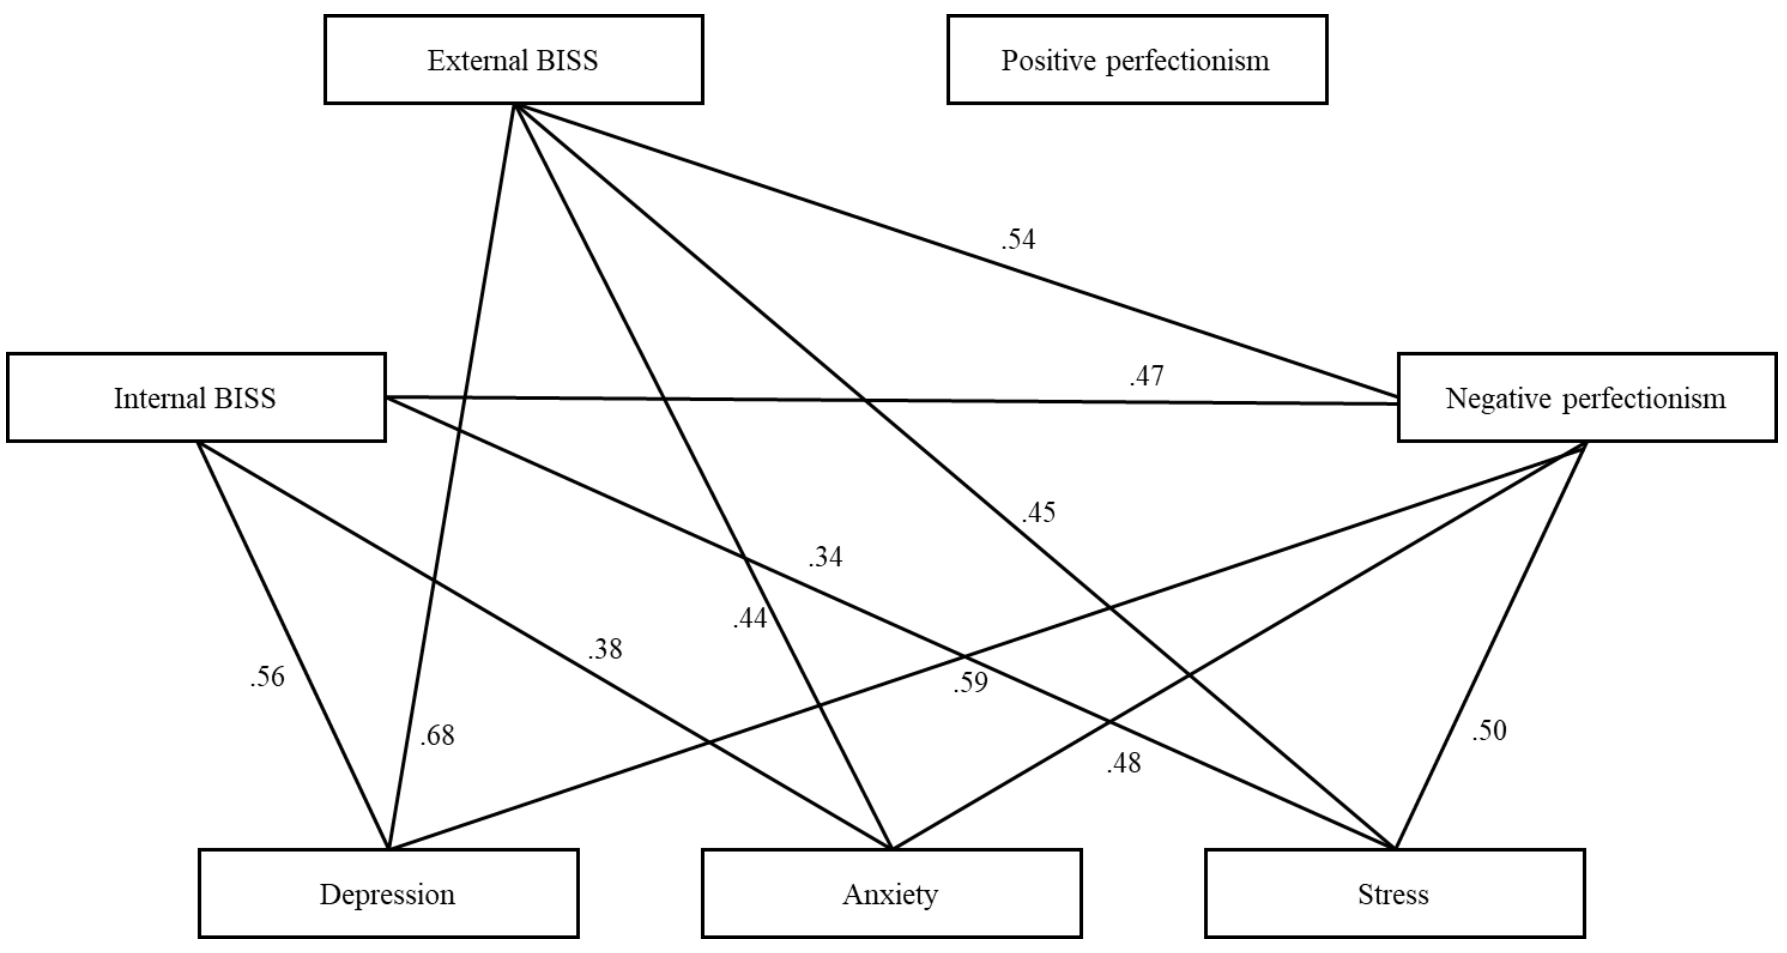 External BISS
Positive perfectionism
.54
.47
Internal BISS
Negative perfectionism
.45
.34
.44
.38
.56
.59
.68
.50
.48
Depression
Anxiety
Stress